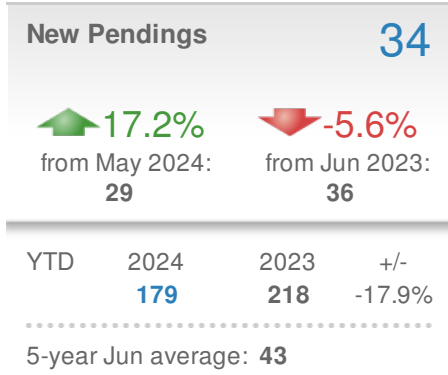 New Pendings 34
17.2% -5.6%
from May 2024: from Jun 2023:
29 36
YTD 2024 2023 +/-
179 218 -17.9%
5-year Jun average: 43